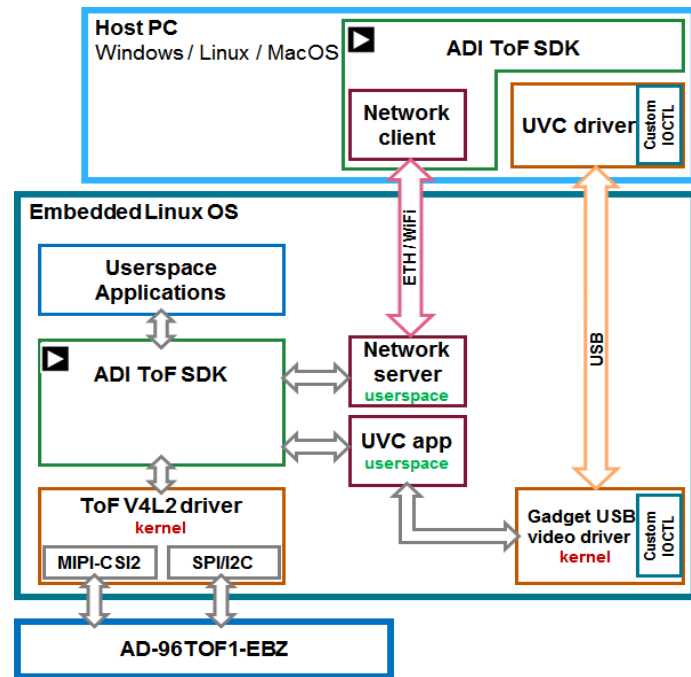 Host PC
Windows / Linux / MacOS
ADI ToF SDK
Network
client
UVC driver
Custom
IOCTL
ETH / WiFi
USB
Embedded Linux OS
Userspace
Applications
ADI ToF SDK
Network
server
userspace
UVC app
userspace
ToF V4L2 driver
kernel
MIPI-CSI2
SPI/I2C
Gadget USB
video driver
kernel
Custom
IOCTL
AD-96TOF1-EBZ